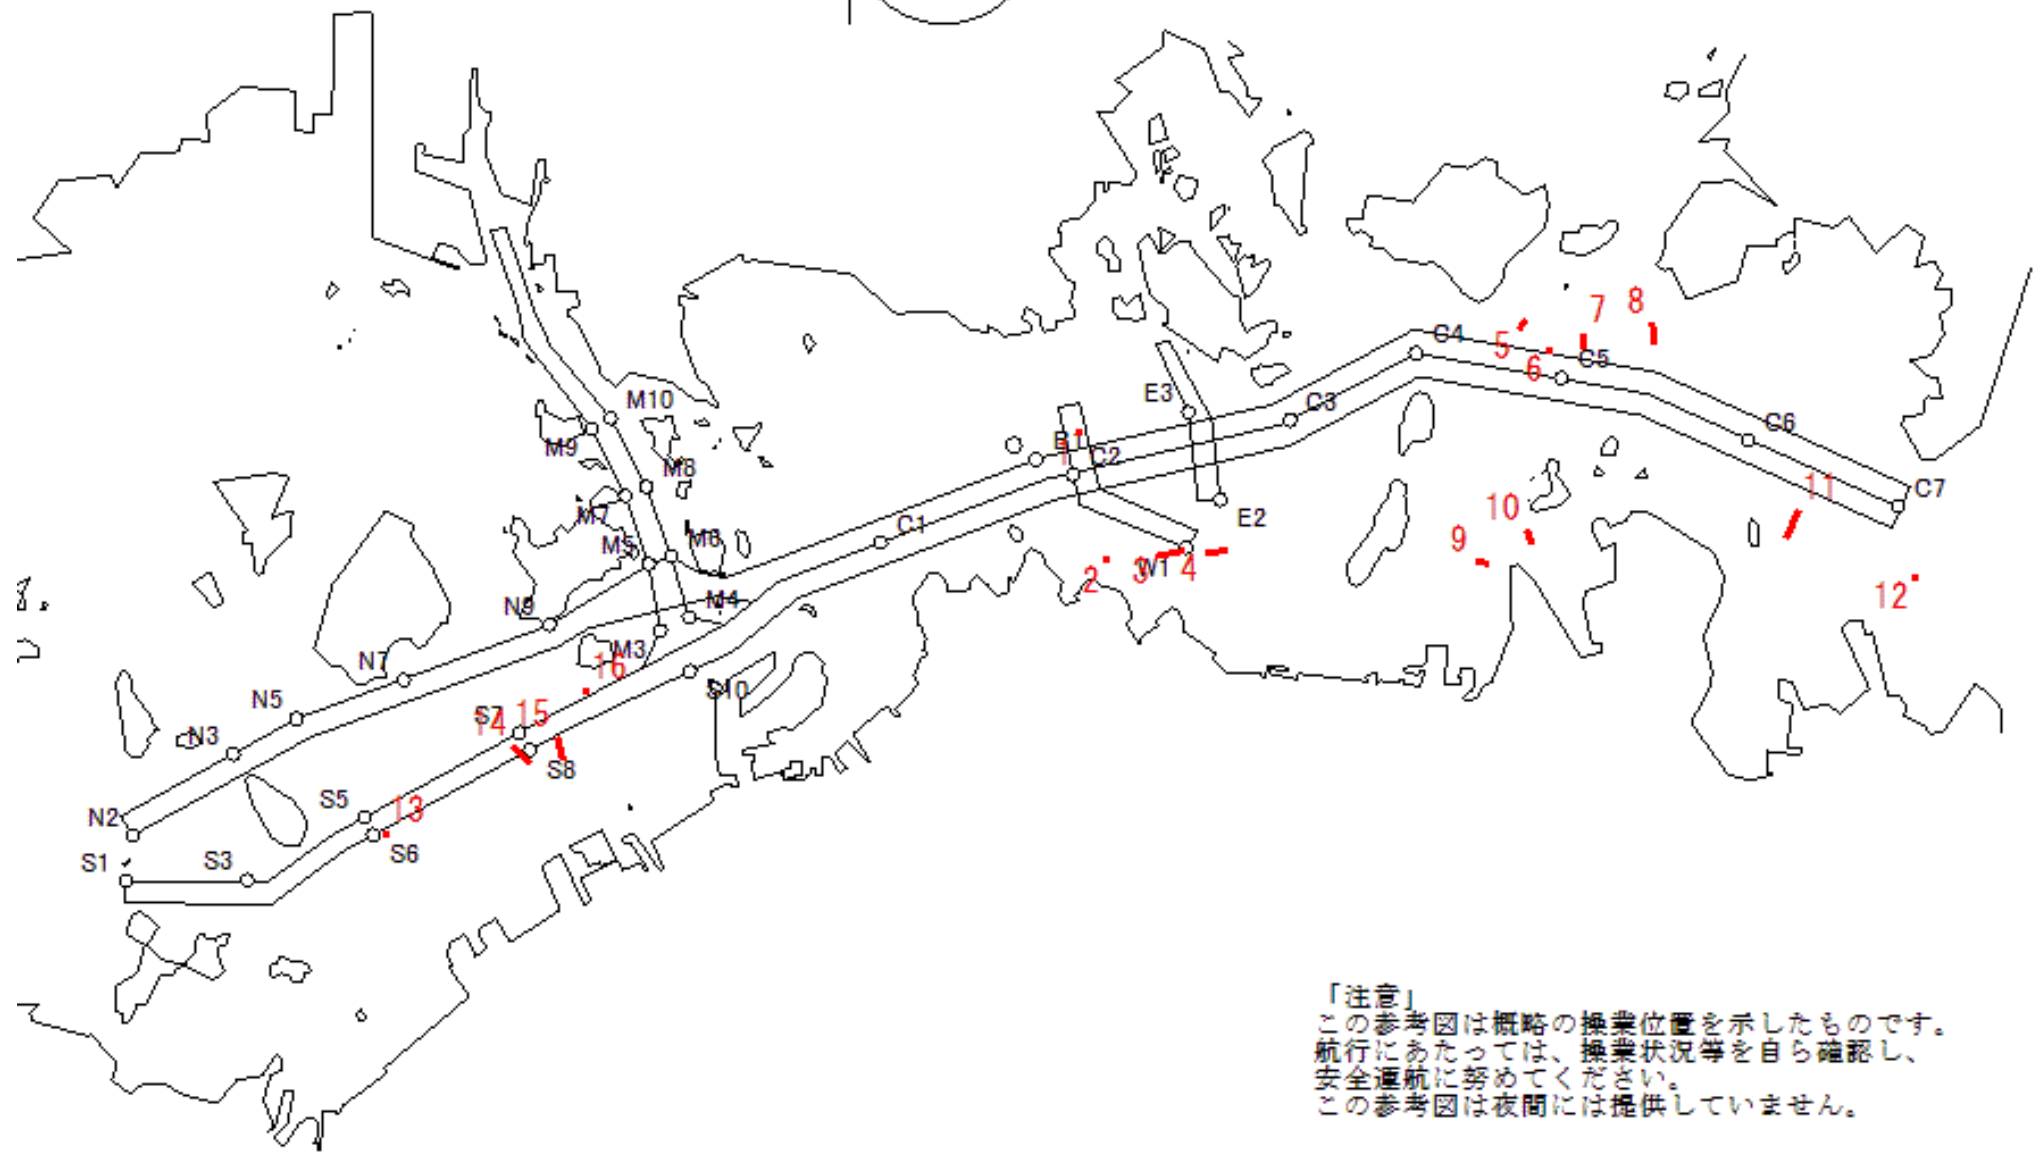 8
7
C4
5
C5
6
E3
M10
C3
C6
B1
1
M9
C2
M8
11
C7
10
E2
M7
C1
M6
M5
9
W1
2
3
4
12
N9
M4
M3
16
N7
S10
N5
S7
14
15
N3
S8
S5
13
N2
S6
S1
S3
「注意」
この参考図は概略の操業位置を示したものです。
航行にあたっては、操業状況等を自ら確認し、
安全運航に努めてください。
この参考図は夜間には提供していません。